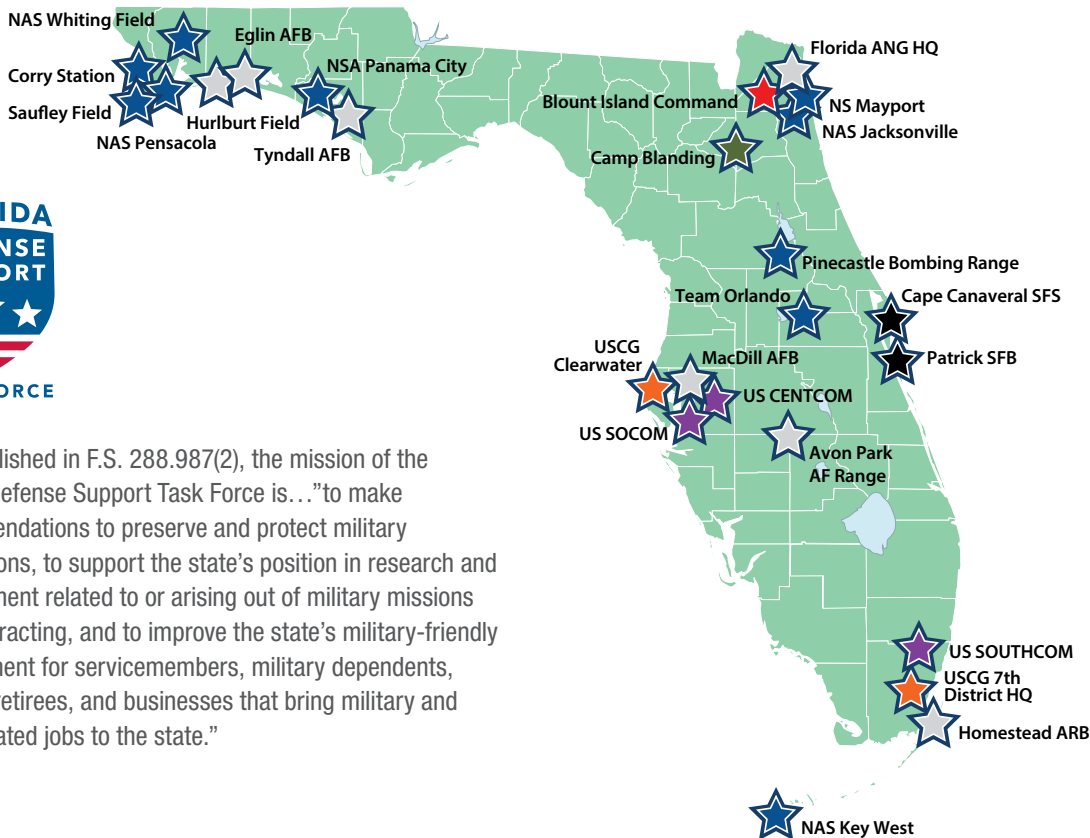 NAS Whiting Field
Eglin AFB
Corry Station
NSA Panama City
Saufley Field
Hurlburt Field
NAS Pensacola
Tyndall AFB
Florida ANG HQ
Blount Island Command
NS Mayport
NAS Jacksonville
Camp Blanding
Pinecastle Bombing Range
Team Orlando
Cape Canaveral SFS
USCG
Clearwater
MacDill AFB
Patrick SFB
US CENTCOM
US SOCOM
Avon Park
AF Range
US SOUTHCOM
USCG 7th
District HQ
Homestead ARB
NAS Key West
IDA
NSE
ORT
ORCE
lished in F.S. 288.987(2), the mission of the
efense Support Task Force is…”to make
endations to preserve and protect military
ons, to support the state’s position in research and
ment related to or arising out of military missions
racting, and to improve the state’s military-friendly
ment for servicemembers, military dependents,
retirees, and businesses that bring military and
ated jobs to the state.”